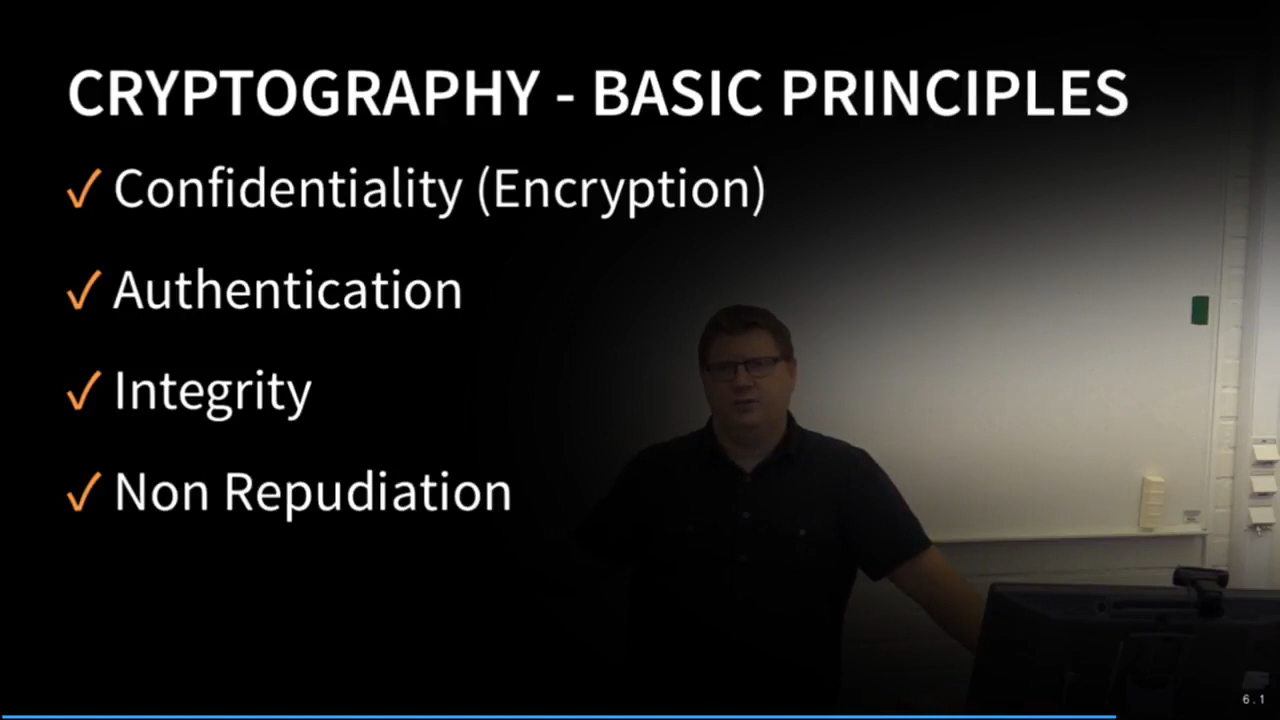 CRYPTOGRAPHY - BASIC PRINCIPLES
✓ Confidentiality (Encryption)
✓ Authentication
✓ Integrity
✓ Non Repudiation
6.1